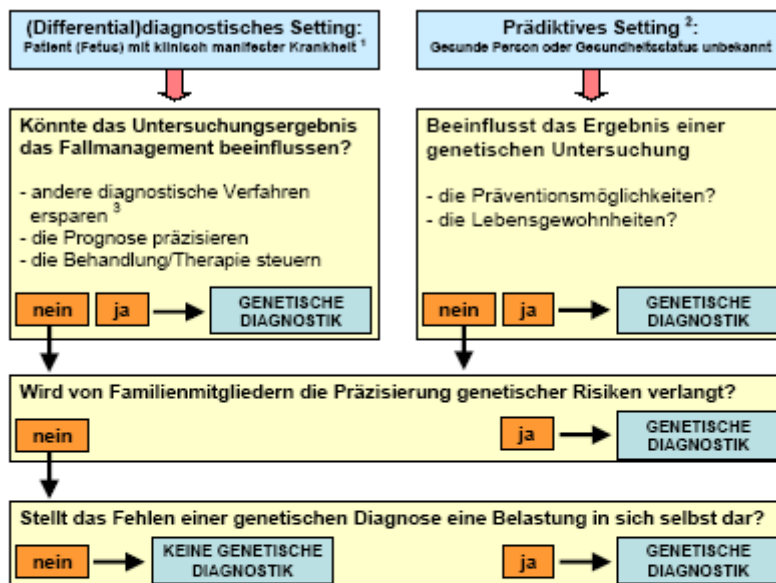 (Differential)diagnostisches Setting:
Patient (Fetus) mit klinisch manifester Krankheit 1
Prädiktives Setting 2:
Gesunde Person oder Gesundheitsstatus unbekannt
Könnte das Untersuchungsergebnis
das Fallmanagement beeinflussen?
- andere diagnostische Verfahren
ersparen 3
- die Prognose präzisieren
- die Behandlung/Therapie steuern
nein
ja
GENETISCHE
DIAGNOSTIK
Beeinflusst das Ergebnis einer
genetischen Untersuchung
- die Präventionsmöglichkeiten?
- die Lebensgewohnheiten?
nein
ja
GENETISCHE
DIAGNOSTIK
Wird von Familienmitgliedern die Präzisierung genetischer Risiken verlangt?
nein
ja
GENETISCHE
DIAGNOSTIK
Stellt das Fehlen einer genetischen Diagnose eine Belastung in sich selbst dar?
nein
KEINE GENETISCHE
DIAGNOSTIK
ja
GENETISCHE
DIAGNOSTIK